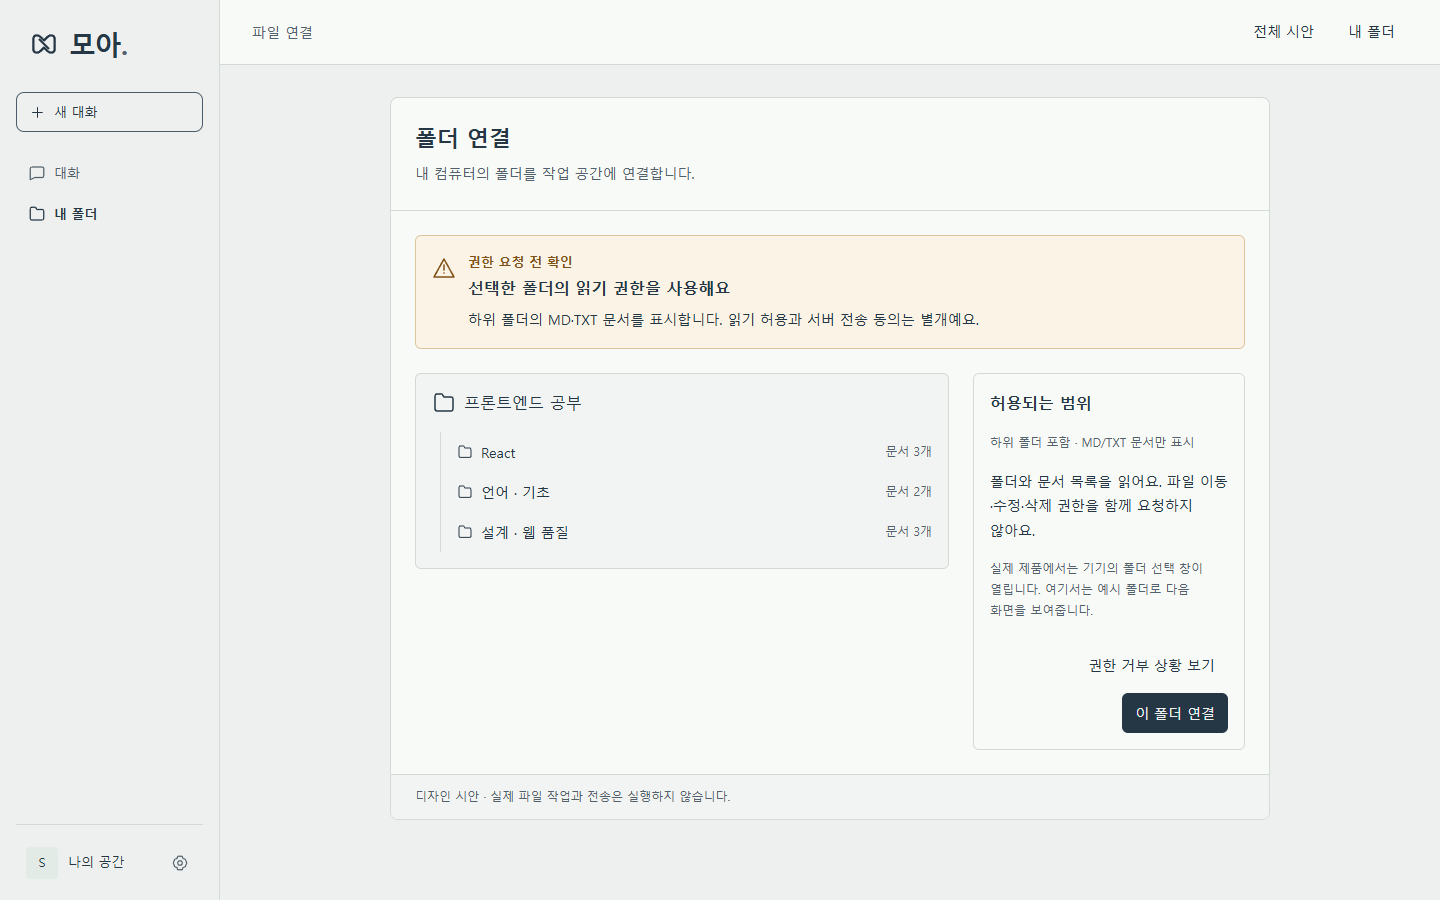 모아.
새 대화
대화
내 폴더
S
나의 공간
파일 연결
전체 시안
내 폴더
폴더 연결
내 컴퓨터의 폴더를 작업 공간에 연결합니다.
권한 요청 전 확인
선택한 폴더의 읽기 권한을 사용해요
하위 폴더의 MD·TXT 문서를 표시합니다. 읽기 허용과 서버 전송 동의는 별개예요.
프론트엔드 공부
React
문서 3개
언어 · 기초
문서 2개
설계 · 웹 품질
문서 3개
허용되는 범위
하위 폴더 포함 · MD/TXT 문서만 표시
폴더와 문서 목록을 읽어요. 파일 이동
·수정·삭제 권한을 함께 요청하지
않아요.
실제 제품에서는 기기의 폴더 선택 창이
열립니다. 여기서는 예시 폴더로 다음
화면을 보여줍니다.
권한 거부 상황 보기
이 폴더 연결
디자인 시안 · 실제 파일 작업과 전송은 실행하지 않습니다.